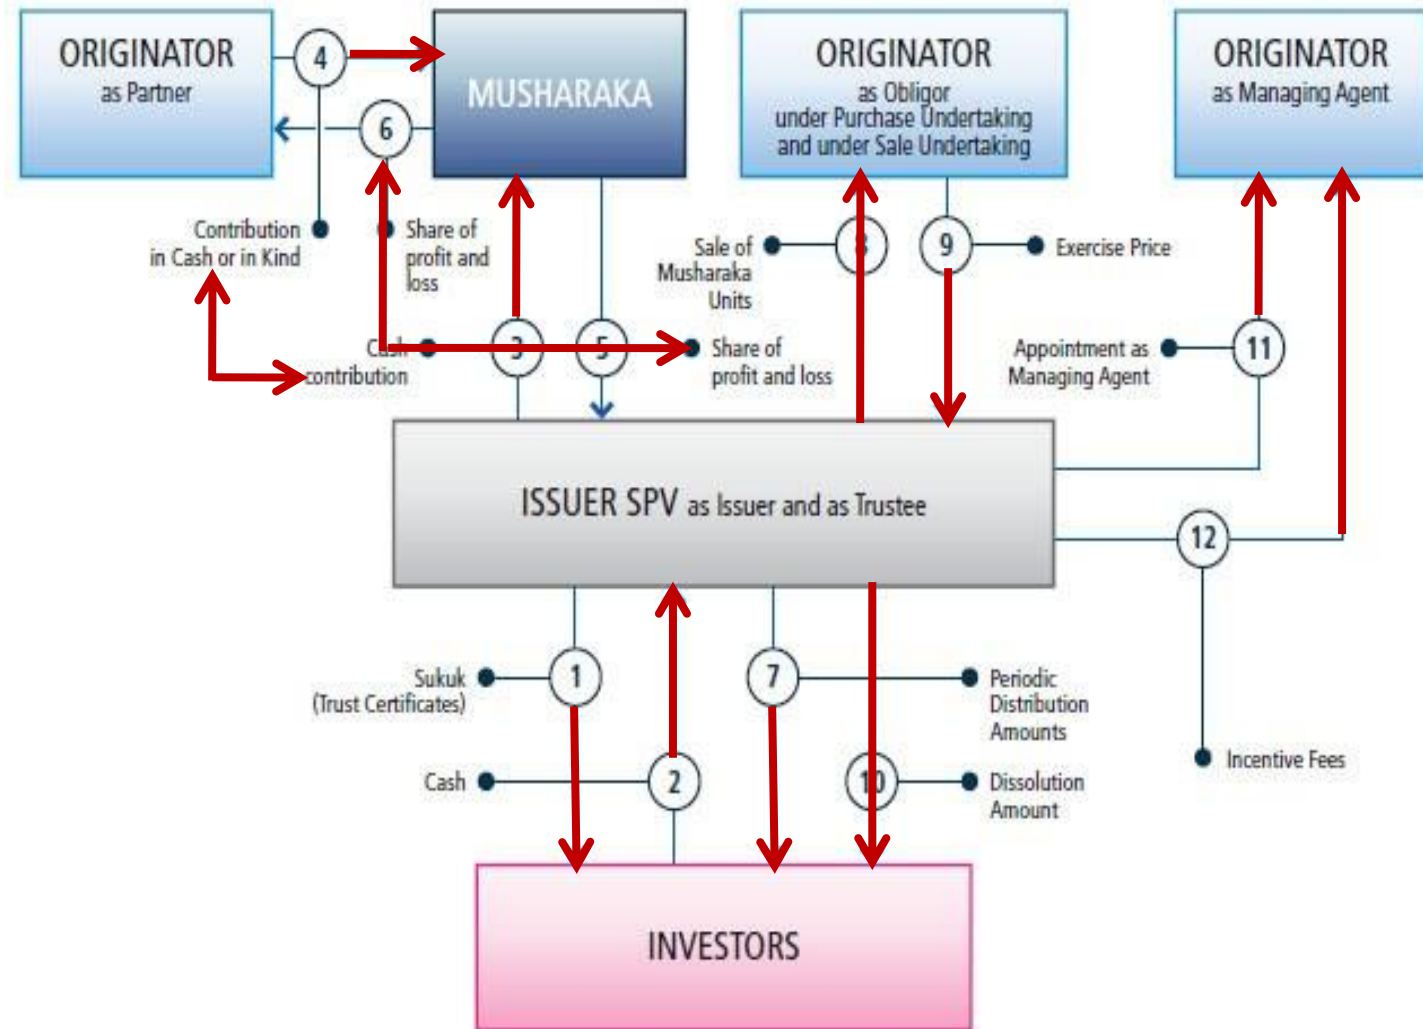 ORIGINATOR
as Partner
4
MUSHARAKA
6
ORIGINATOR
as Obligor
under Purchase Undertaking
and under Sale Undertaking
ORIGINATOR
as Managing Agent
Contribution
in Cash or in Kind
Share of
profit and
loss
Sale of
Musharaka
Units
8
9
Exercise Price
Cash
contribution
3
5
Share of
profit and loss
Appointment as
Managing Agent
11
ISSUER SPV as Issuer and as Trustee
12
Sukuk
(Trust Certificates)
1
7
Periodic
Distribution
Amounts
Cash
2
10
Dissolution
Amount
Incentive Fees
INVESTORS